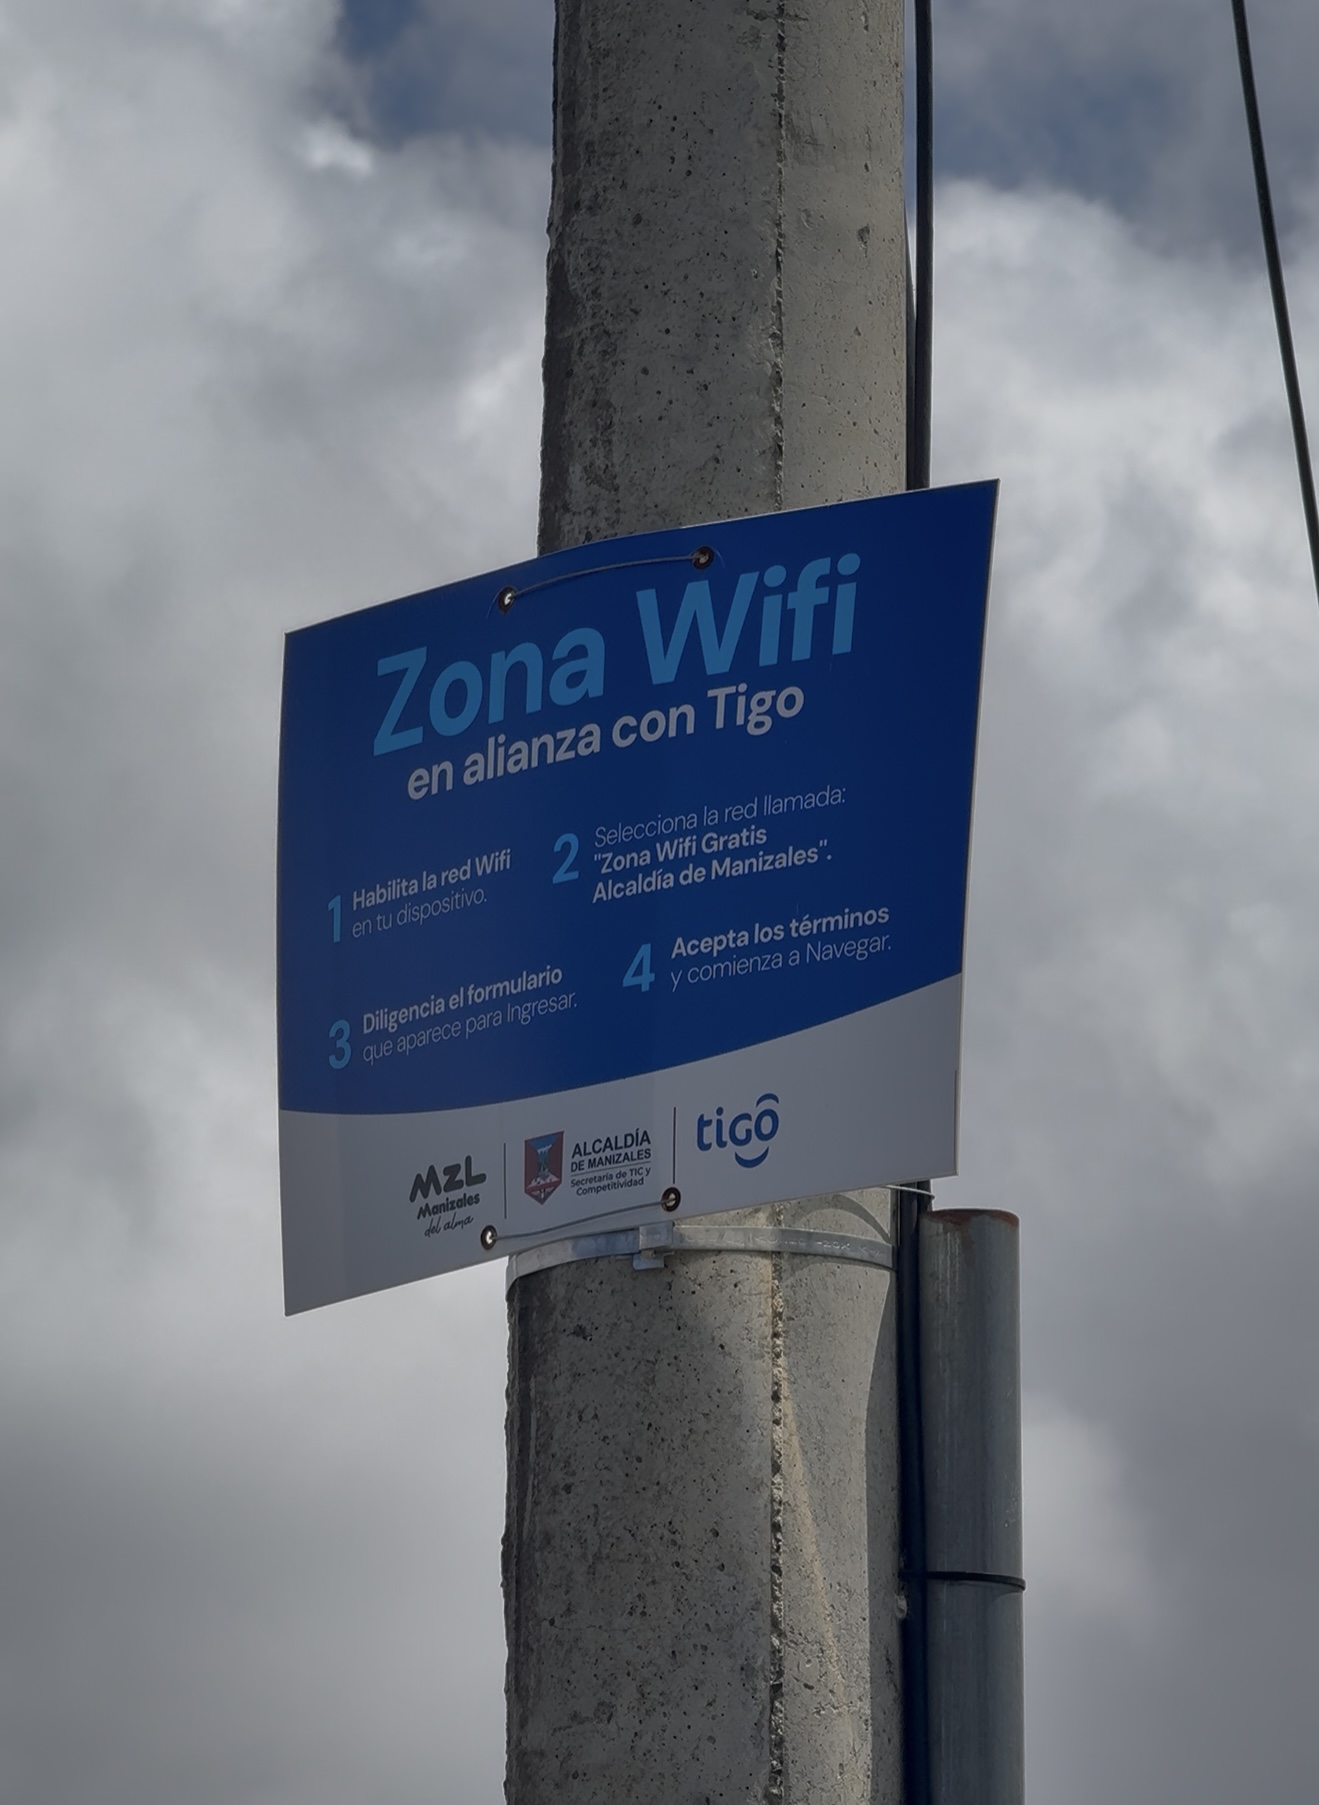 Zona Wifi
en alianza con Tigo
1 Habilita la red Wifi
en tu dispositivo.
2 Selecciona la red llamada:
"Zona Wifi Gratis
Alcaldía de Manizales".
3 Diligencia el formulario
que aparece para Ingresar.
4 Acepta los términos
y comienza a Navegar.
MZL
Manizales
del alma
ALCALDÍA
DE MANIZALES
Secretaría de TIC y
Competitividad
tigo